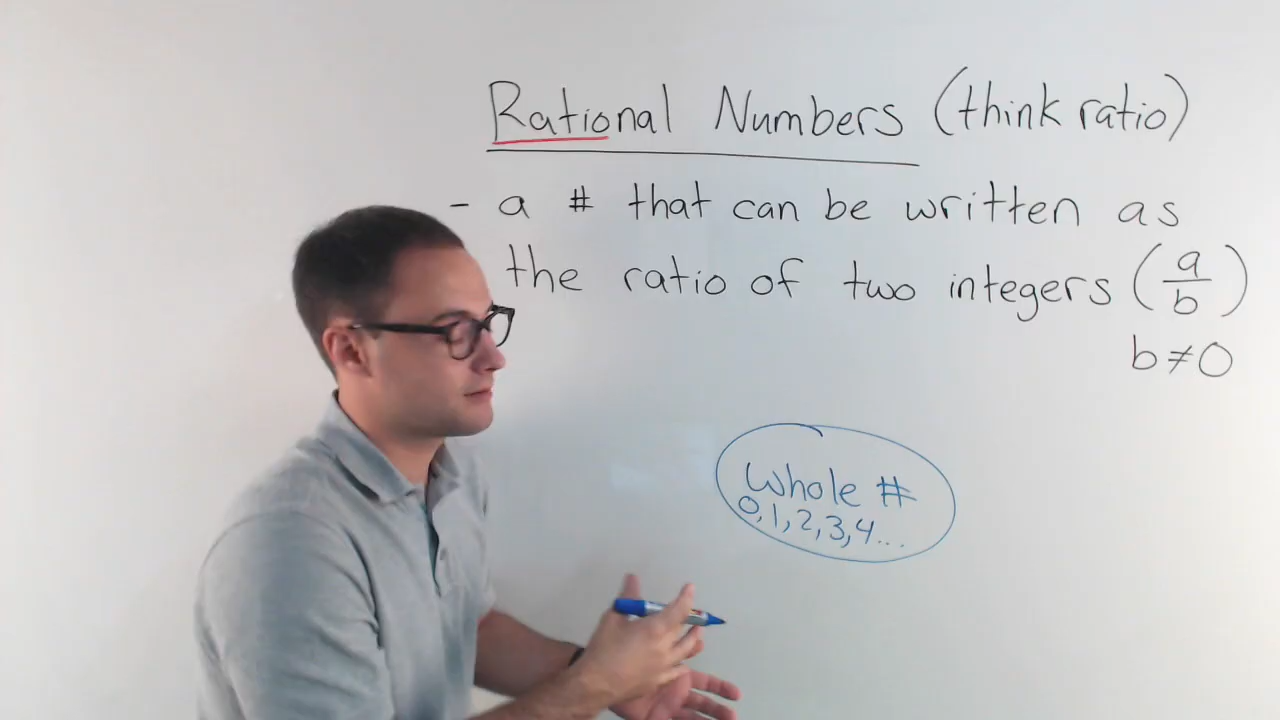 Rational Numbers (think ratio)
- a # that can be written as
the ratio of two integers (a/b)
b≠0
Whole #
0,1,2,3,4...